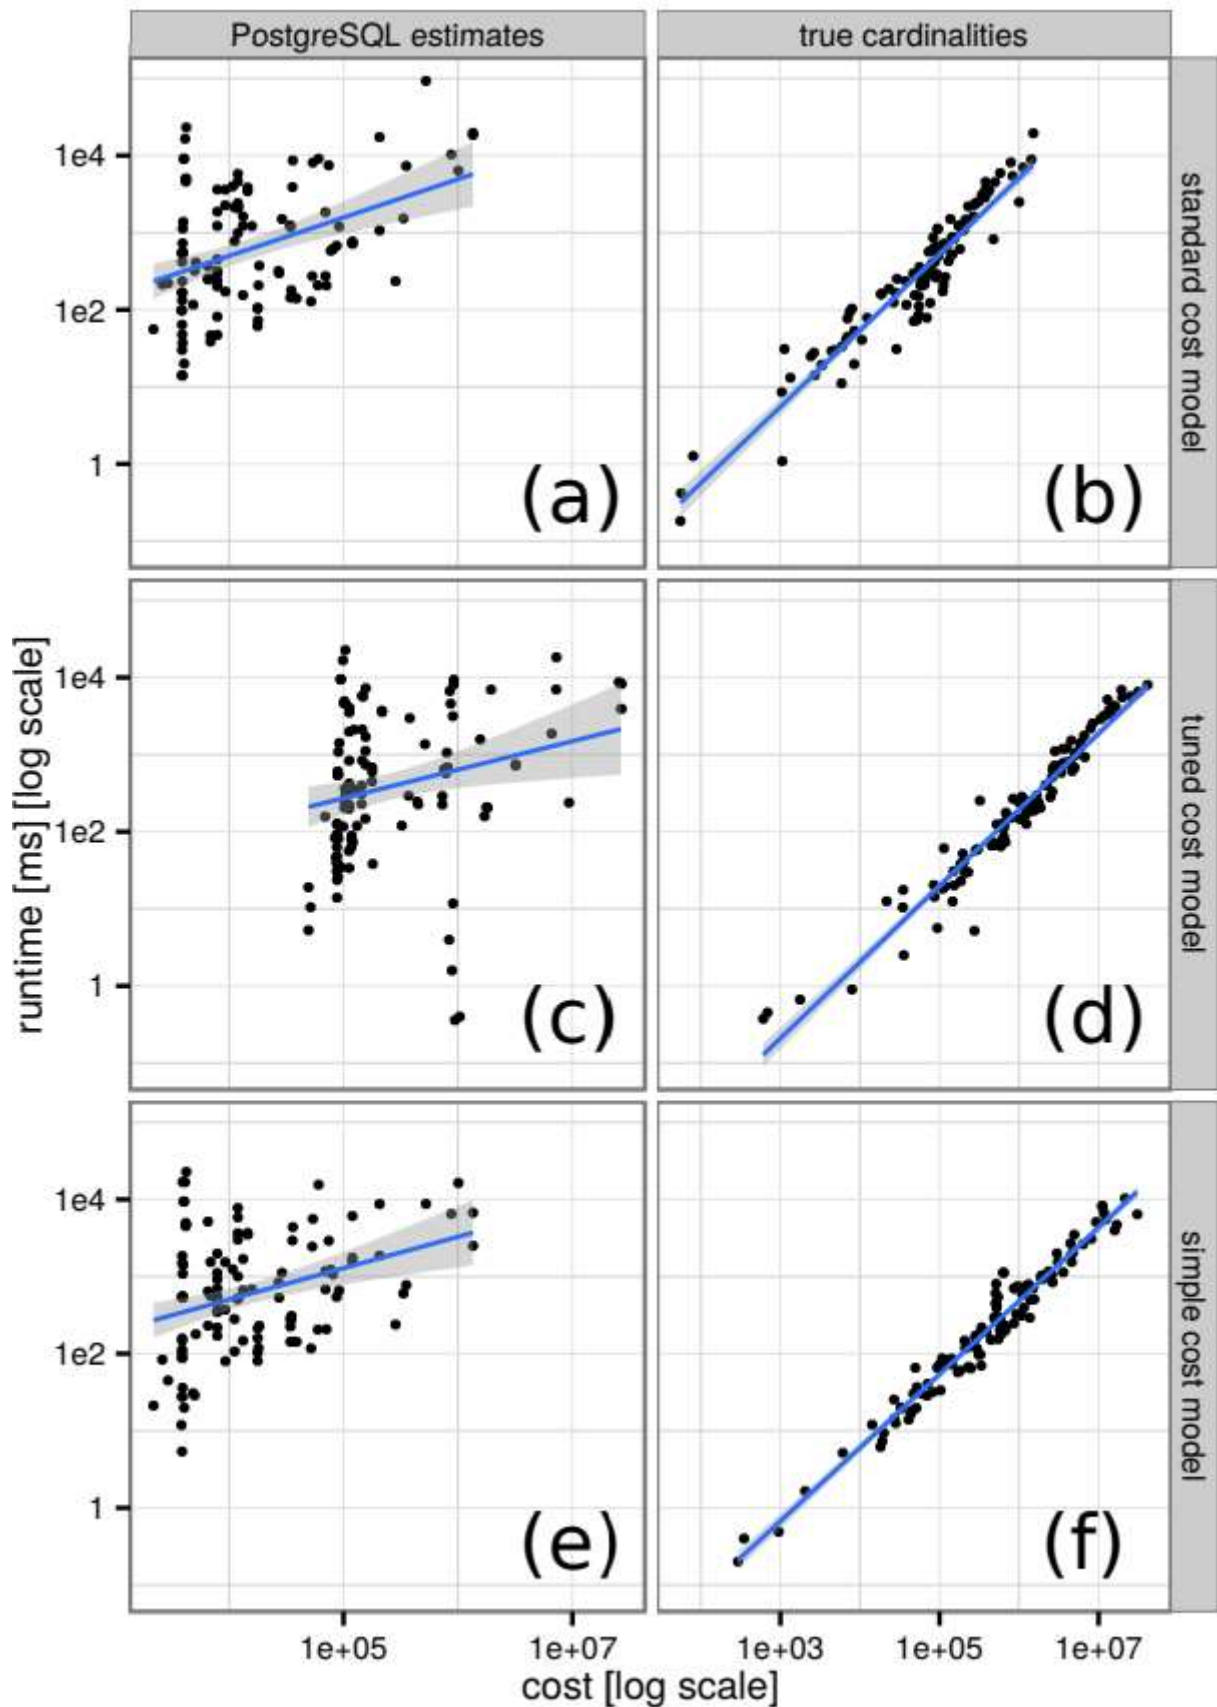 PostgreSQL estimates
true cardinalities
1e4
1e2
1
(a)
(b)
standard cost model
1e4
1e2
1
(c)
(d)
tuned cost model
runtime [ms] [log scale]
1e4
1e2
1
(e)
(f)
simple cost model
1e+05
1e+07
1e+03
1e+05
1e+07
cost [log scale]